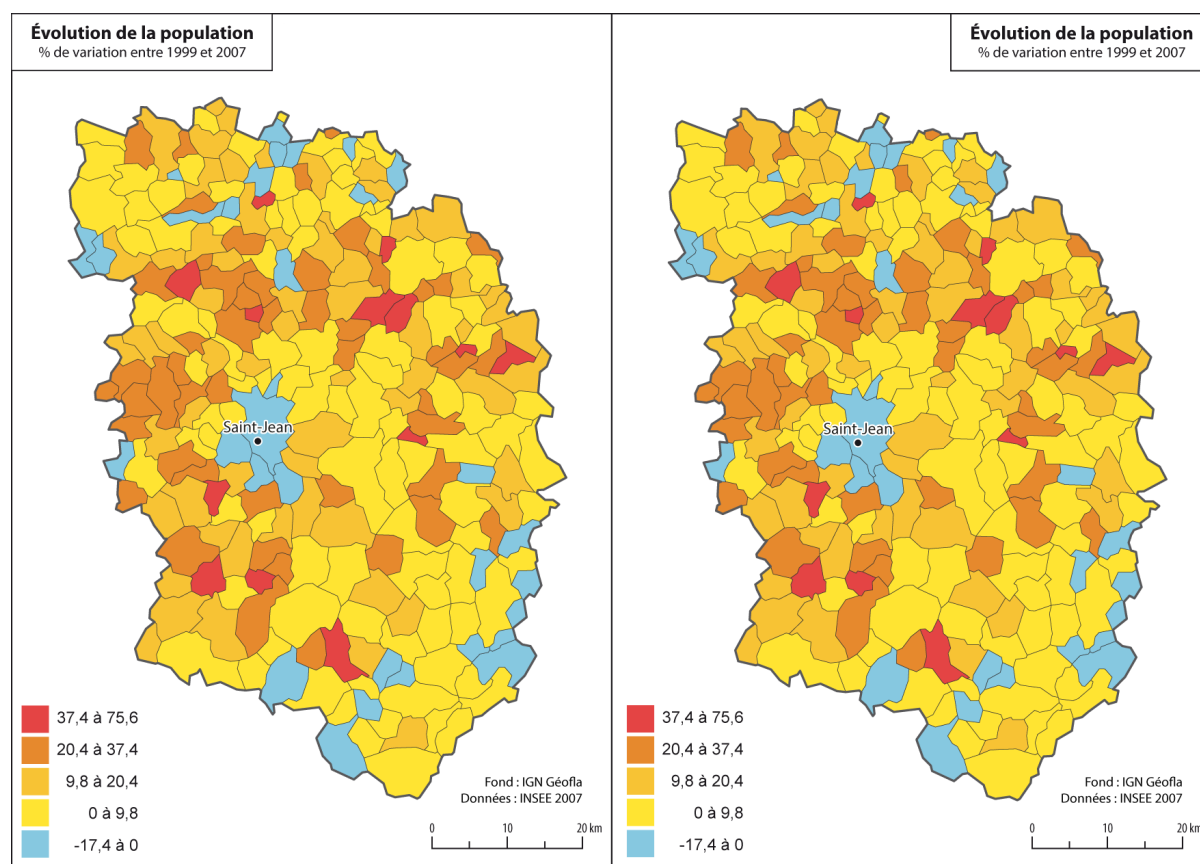 Évolution de la population
% de variation entre 1999 et 2007
Saint-Jean
37,4 à 75,6
20,4 à 37,4
9,8 à 20,4
0 à 9,8
-17,4 à 0
Fond : IGN Géofla
Données : INSEE 2007
0 10 20 km
Évolution de la population
% de variation entre 1999 et 2007
Saint-Jean
37,4 à 75,6
20,4 à 37,4
9,8 à 20,4
0 à 9,8
-17,4 à 0
Fond : IGN Géofla
Données : INSEE 2007
0 10 20 km